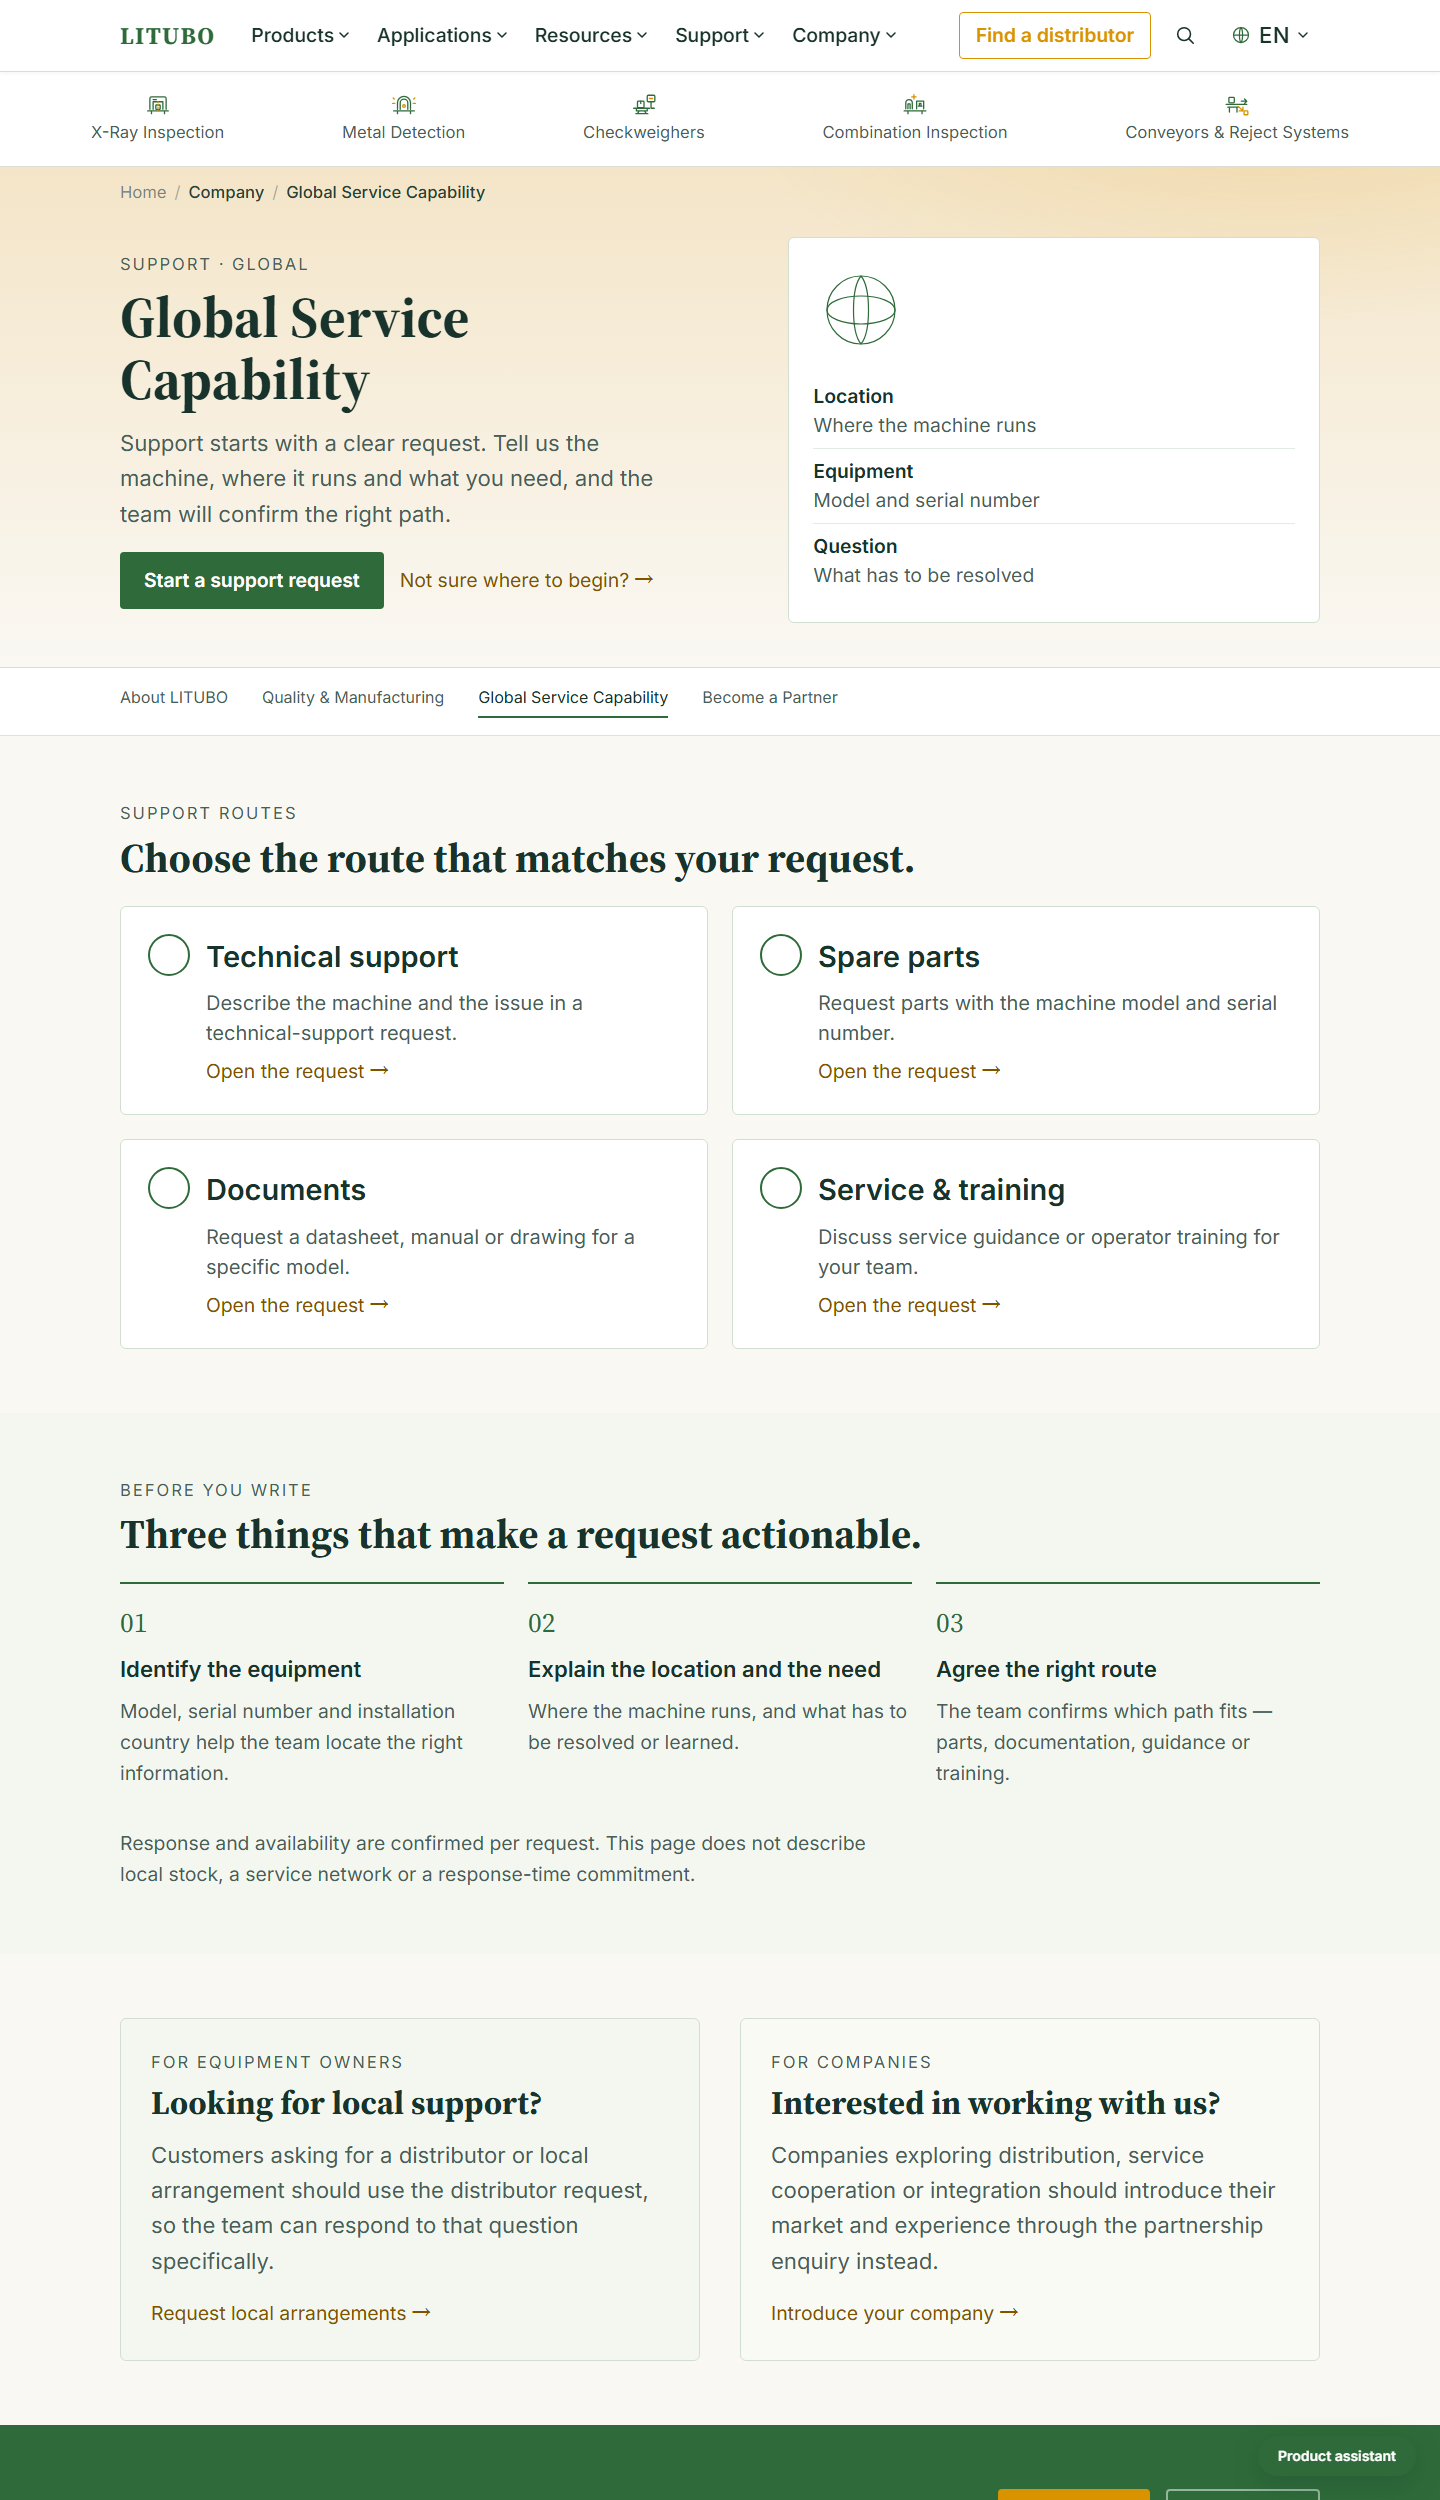 LITUBO
Products
Applications
Resources
Support
Company
Find a distributor
EN
X-Ray Inspection
Metal Detection
Checkweighers
Combination Inspection
Conveyors & Reject Systems
Home / Company / Global Service Capability
SUPPORT · GLOBAL
Global Service
Capability
Support starts with a clear request. Tell us the
machine, where it runs and what you need, and the
team will confirm the right path.
Start a support request
Not sure where to begin? →
Location
Where the machine runs
Equipment
Model and serial number
Question
What has to be resolved
About LITUBO
Quality & Manufacturing
Global Service Capability
Become a Partner
SUPPORT ROUTES
Choose the route that matches your request.
Technical support
Describe the machine and the issue in a
technical-support request.
Open the request →
Spare parts
Request parts with the machine model and serial
number.
Open the request →
Documents
Request a datasheet, manual or drawing for a
specific model.
Open the request →
Service & training
Discuss service guidance or operator training for
your team.
Open the request →
BEFORE YOU WRITE
Three things that make a request actionable.
01
Identify the equipment
Model, serial number and installation
country help the team locate the right
information.
02
Explain the location and the need
Where the machine runs, and what has to
be resolved or learned.
03
Agree the right route
The team confirms which path fits —
parts, documentation, guidance or
training.
Response and availability are confirmed per request. This page does not describe
local stock, a service network or a response-time commitment.
FOR EQUIPMENT OWNERS
Looking for local support?
Customers asking for a distributor or local
arrangement should use the distributor request,
so the team can respond to that question
specifically.
Request local arrangements →
FOR COMPANIES
Interested in working with us?
Companies exploring distribution, service
cooperation or integration should introduce their
market and experience through the partnership
enquiry instead.
Introduce your company →
Product assistant